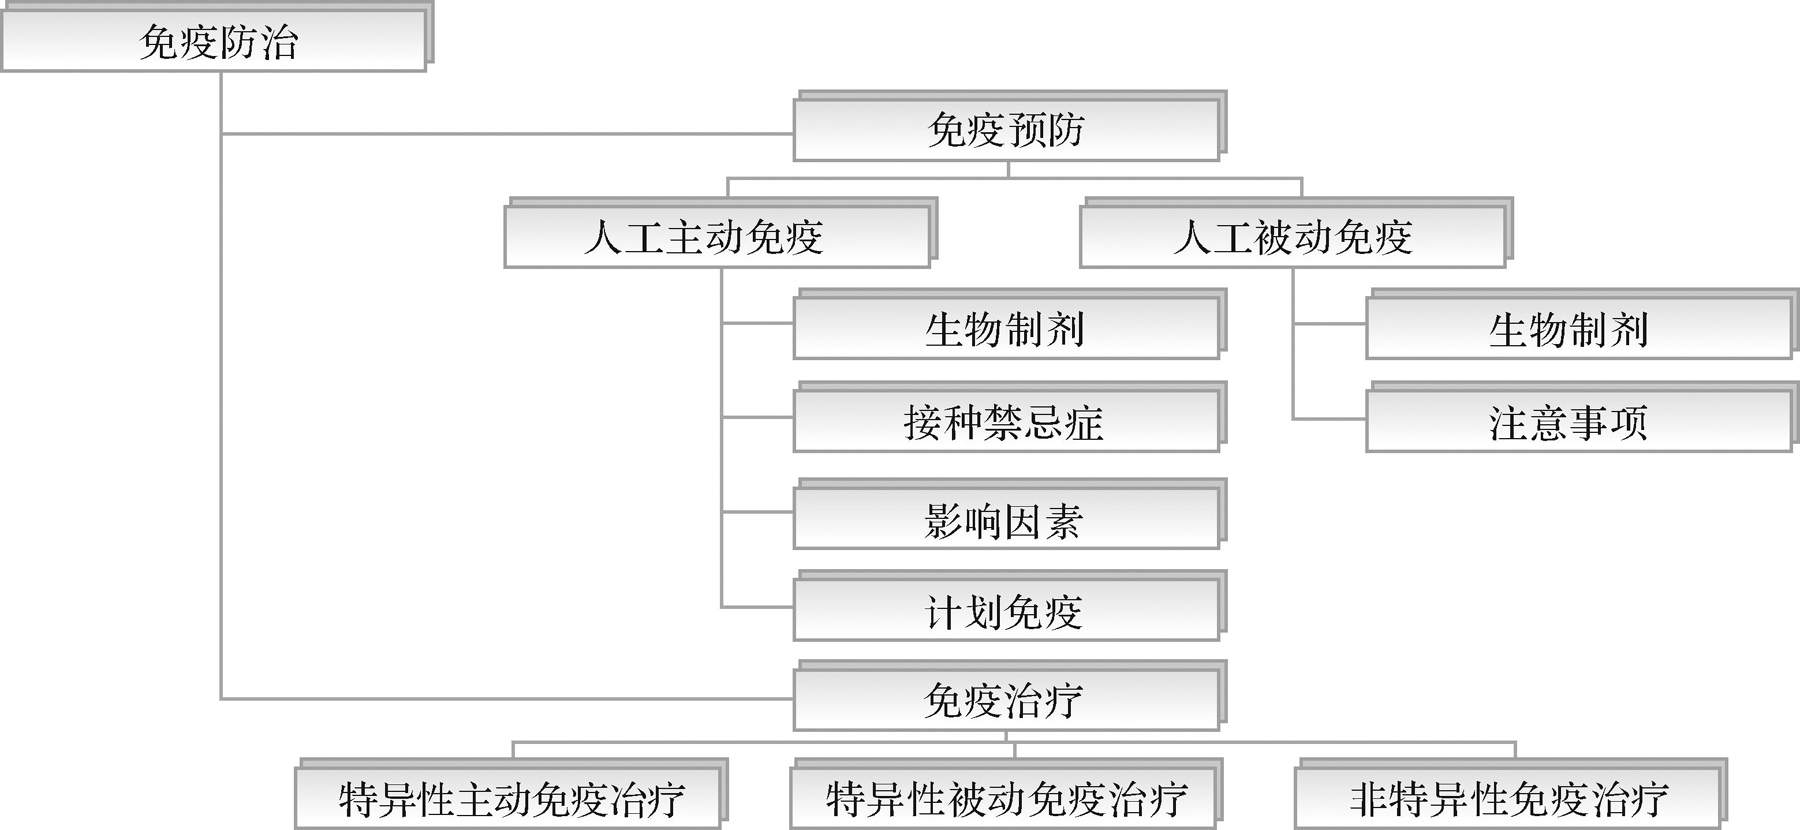 免疫防治
免疫预防
人工主动免疫
人工被动免疫
生物制剂
生物制剂
接种禁忌症
注意事项
影响因素
计划免疫
免疫治疗
特异性主动免疫冶疗
特异性被动免疫治疗
非特异性免疫治疗